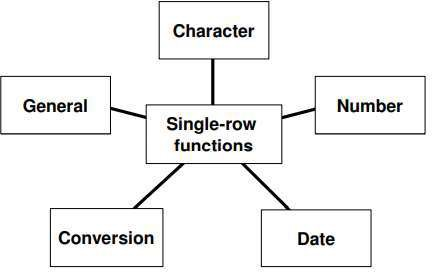 Character
General
Number
Single-row
functions
Conversion
Date